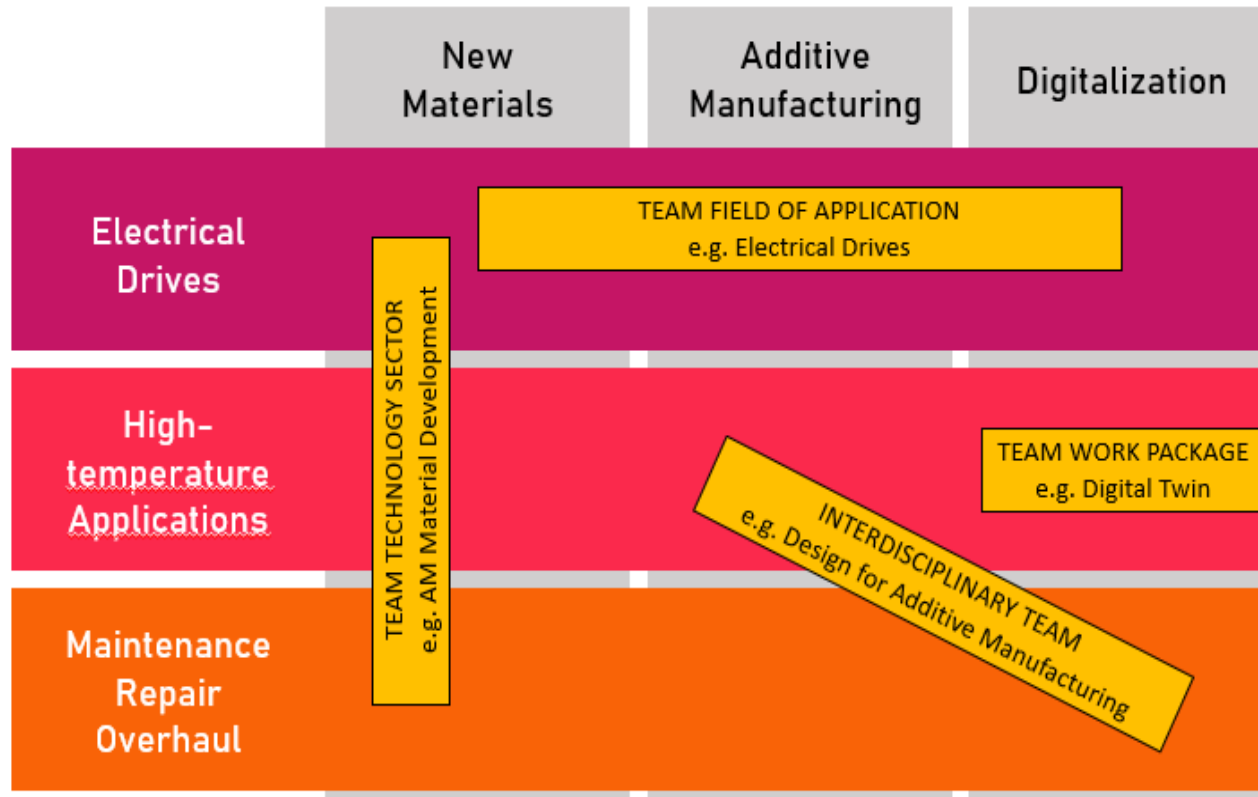 New
Materials
Additive
Manufacturing
Digitalization
Electrical
Drives
TEAM FIELD OF APPLICATION
e.g. Electrical Drives
TEAM TECHNOLOGY SECTOR
e.g. AM Material Development
High-
temperature
Applications
TEAM WORK PACKAGE
e.g. Digital Twin
INTERDISCIPLINARY TEAM
e.g. Design for Additive Manufacturing
Maintenance
Repair
Overhaul